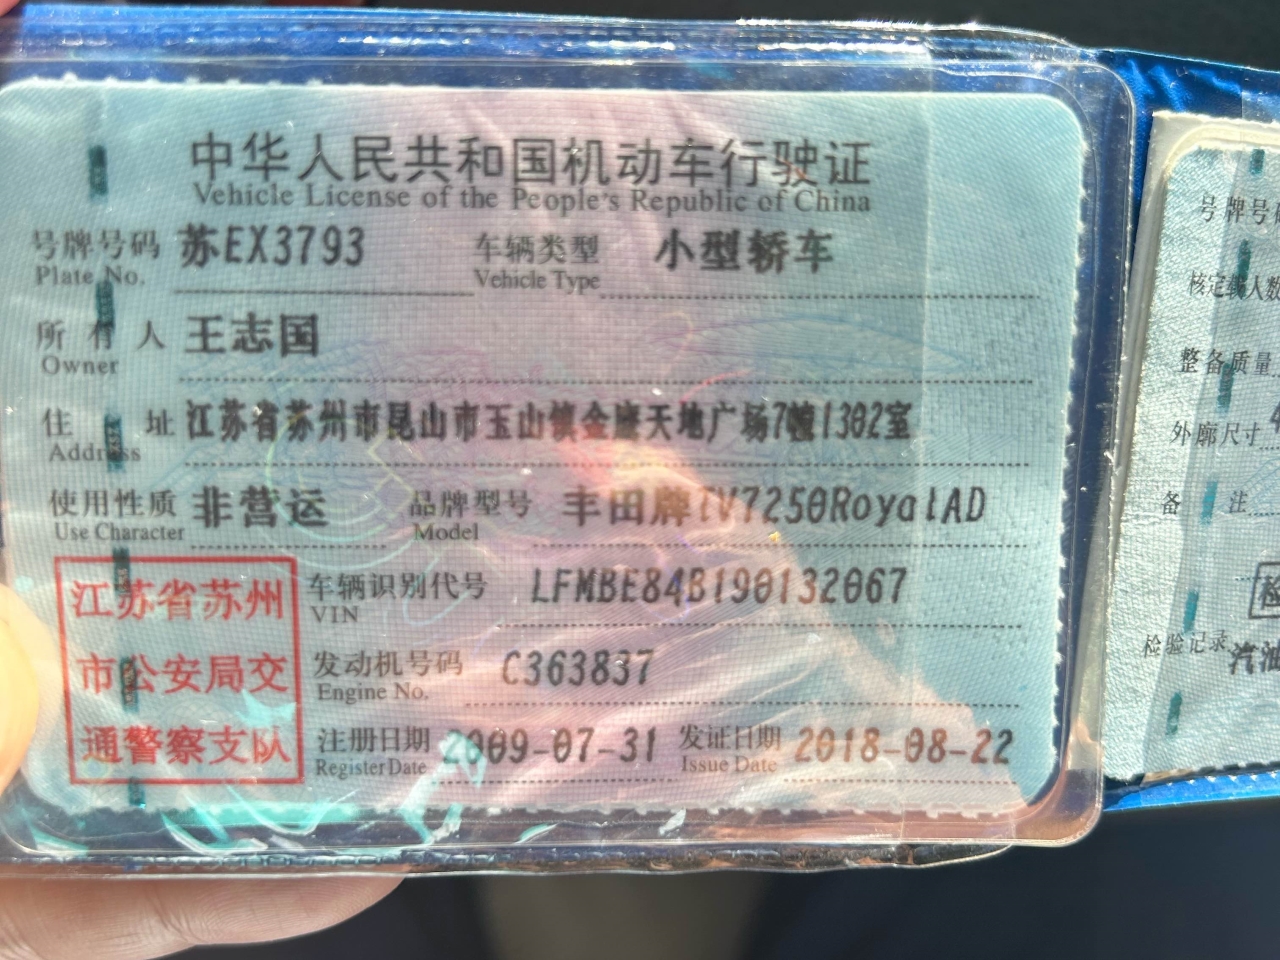 中华人民共和国机动车行驶证
Vehicle License of the People's Republic of China
号牌号码 苏EX3793 车辆类型 小型轿车
Plate No. Vehicle Type
所有人 王志国
Owner
住址 江苏省苏州市昆山市玉山镇金鹰天地广场7幢1302室
Address
使用性质 非营运 品牌型号 丰田牌TV7250RoyalAD
Use Character Model
车辆识别代号 LFMBE84B190132067
VIN
发动机号码 C363837
Engine No.
注册日期 2009-07-31 发证日期 2018-08-22
Register Date Issue Date
江苏省苏州
市公安局交
通警察支队
号牌号
核定载人数
整备质量
外廓尺寸
备注
检验记录
汽油